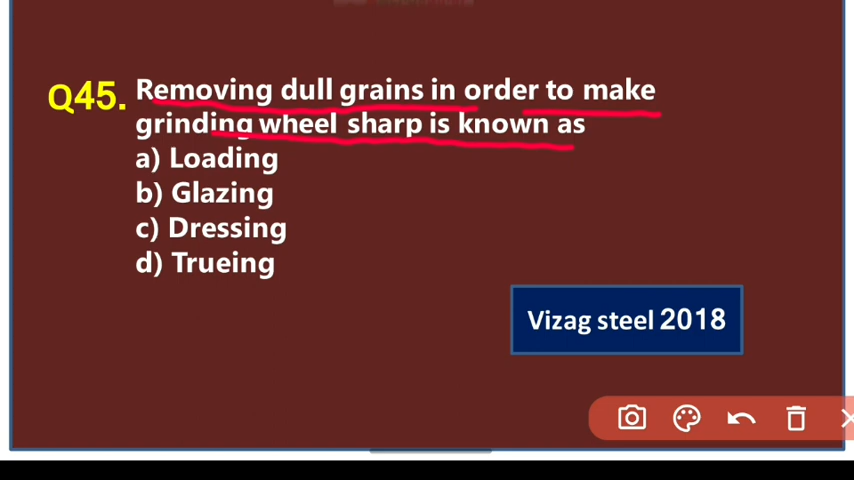 Q45. Removing dull grains in order to make
grinding wheel sharp is known as
a) Loading
b) Glazing
c) Dressing
d) Trueing
Vizag steel 2018